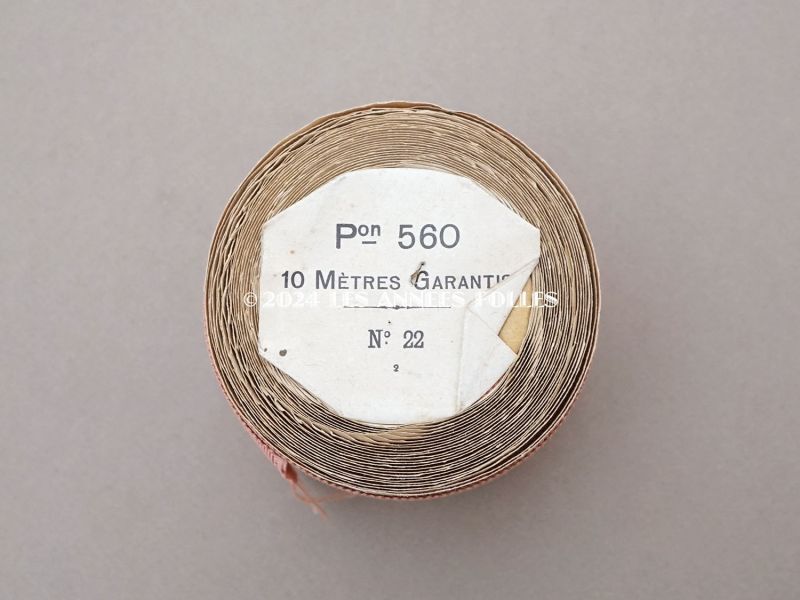 Pon 560
10 Mètres Garantis
© 2024 LES ANNÉES FOLLES
N° 22
2